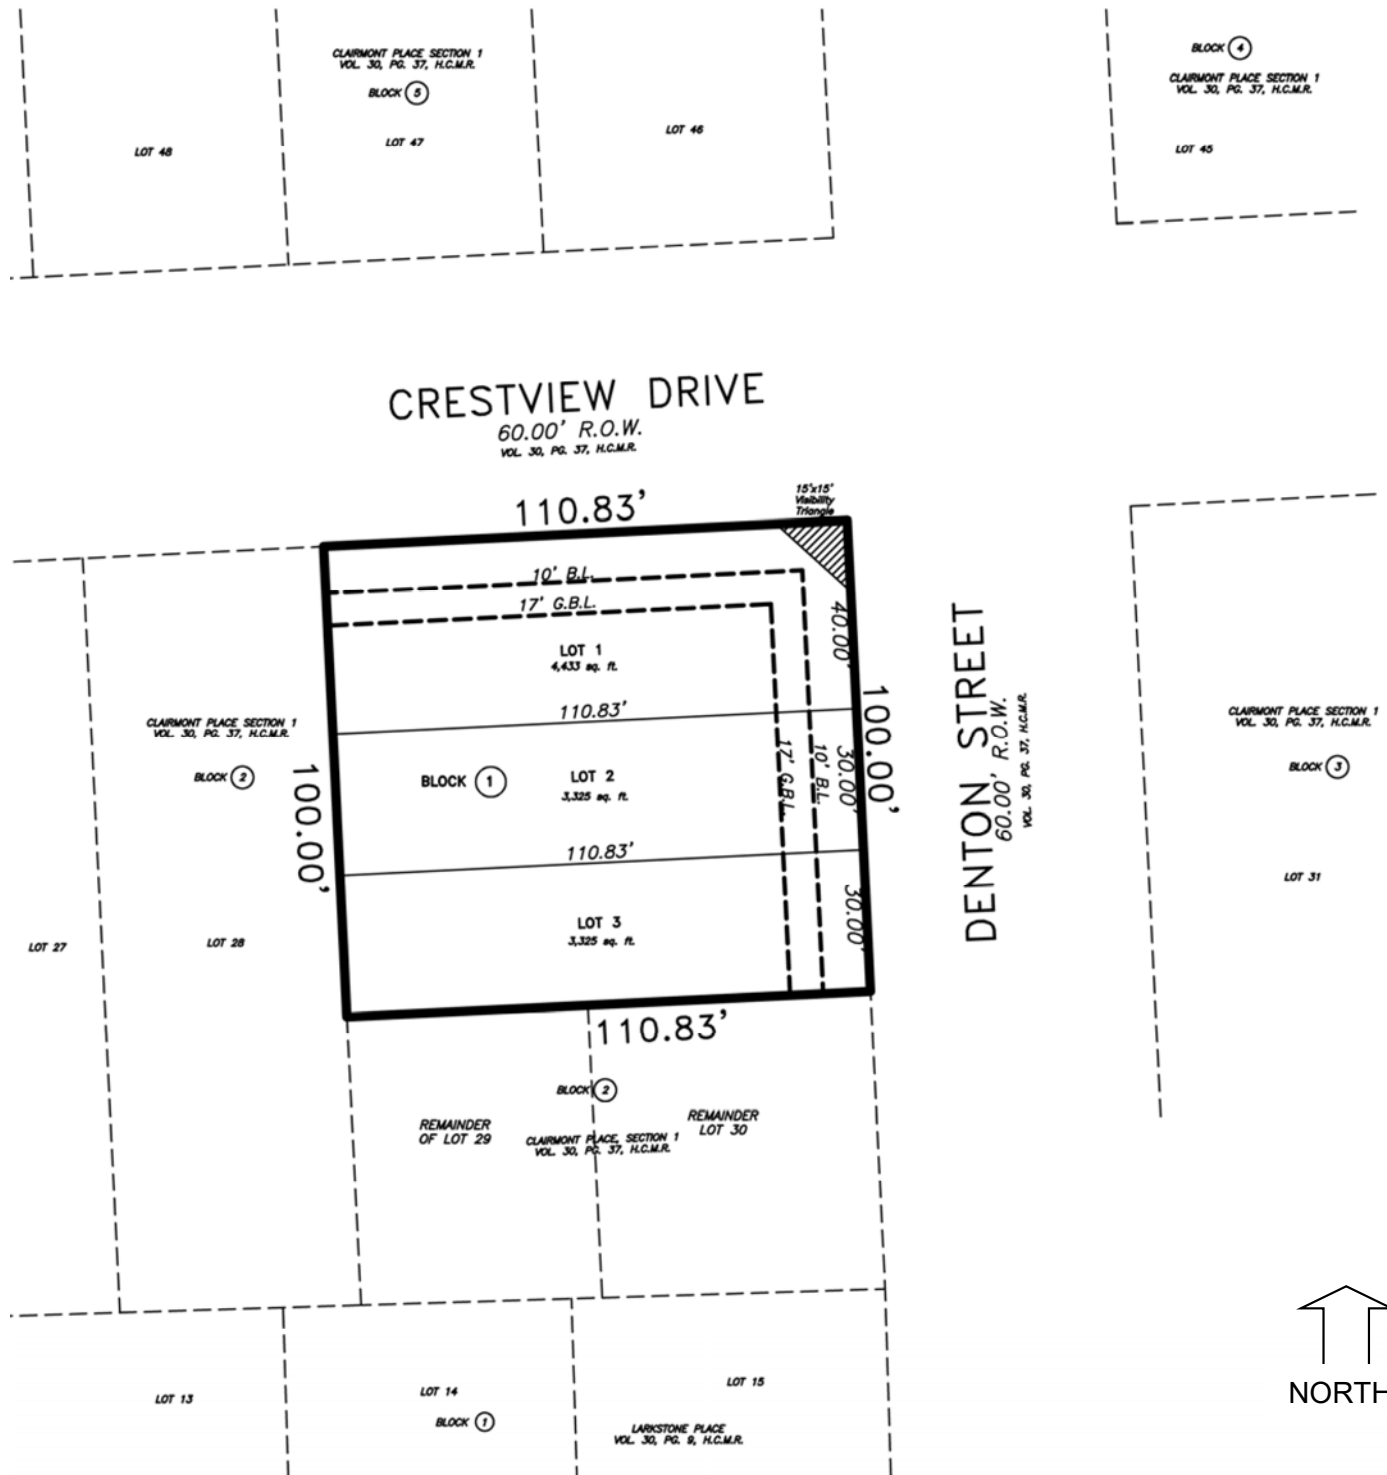 CLAIRMONT PLACE SECTION 1
VOL. 30, PG. 37, H.C.M.R.
BLOCK 5
LOT 48
LOT 47
LOT 46
BLOCK 4
CLAIRMONT PLACE SECTION 1
VOL. 30, PG. 37, H.C.M.R.
LOT 45
CRESTVIEW DRIVE
60.00' R.O.W.
VOL. 30, PG. 37, H.C.M.R.
110.83'
15'x15'
Visibility
Triangle
10' B.L.
17' G.B.L.
LOT 1
4,433 sq. ft.
40.00'
110.83'
CLAIRMONT PLACE SECTION 1
VOL. 30, PG. 37, H.C.M.R.
BLOCK 2
100.00'
BLOCK 1
LOT 2
3,325 sq. ft.
17' G.B.L.
10' B.L.
30.00'
100.00'
DENTON STREET
60.00' R.O.W.
VOL. 30, PG. 37, H.C.M.R.
CLAIRMONT PLACE SECTION 1
VOL. 30, PG. 37, H.C.M.R.
BLOCK 3
LOT 31
110.83'
LOT 3
3,325 sq. ft.
30.00'
LOT 27
LOT 28
110.83'
BLOCK 2
REMAINDER
OF LOT 29
REMAINDER
LOT 30
CLAIRMONT PLACE, SECTION 1
VOL. 30, PG. 37, H.C.M.R.
LOT 13
LOT 14
BLOCK 1
LOT 15
LARKSTONE PLACE
VOL. 30, PG. 9, H.C.M.R.
NORTH